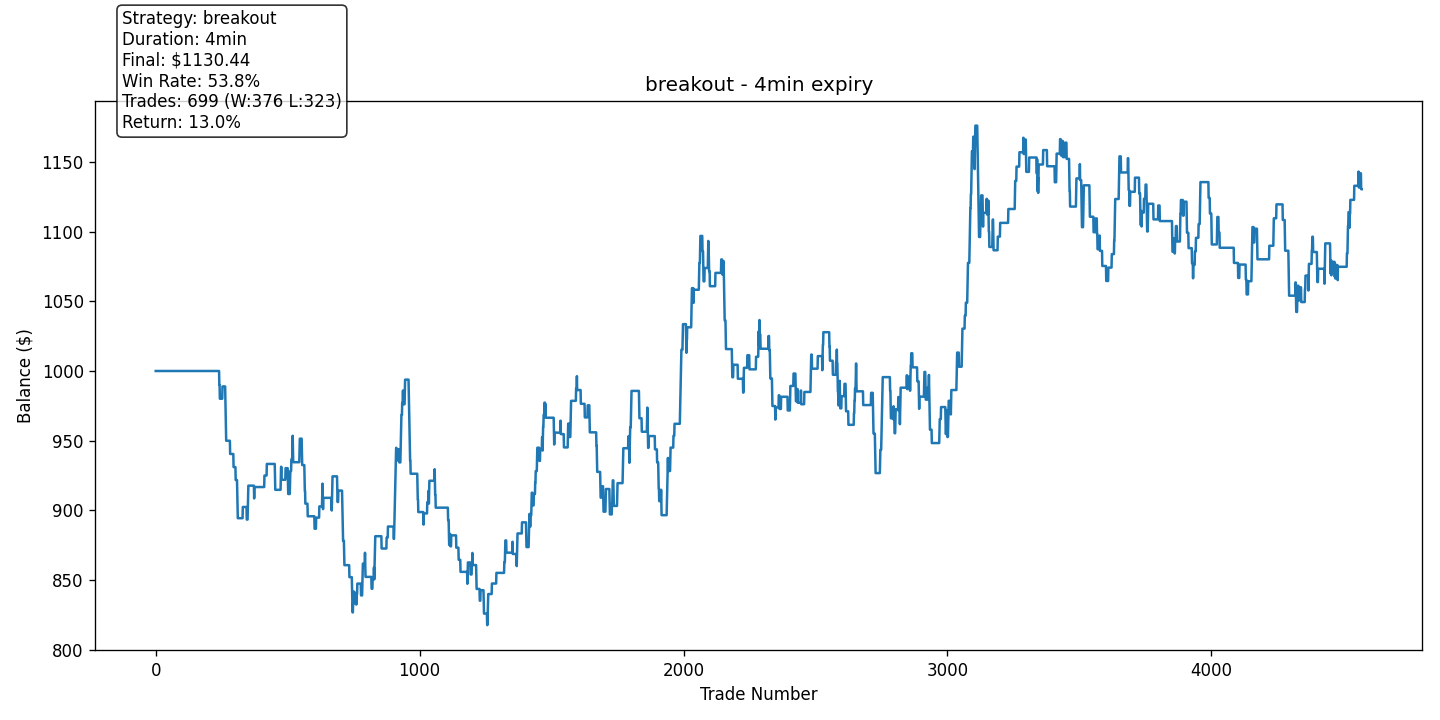 Strategy: breakout
Duration: 4min
Final: $1130.44
Win Rate: 53.8%
Trades: 699 (W:376 L:323)
Return: 13.0%
breakout - 4min expiry
Balance ($)
1150
1100
1050
1000
950
900
850
800
0 1000 2000 3000 4000
Trade Number